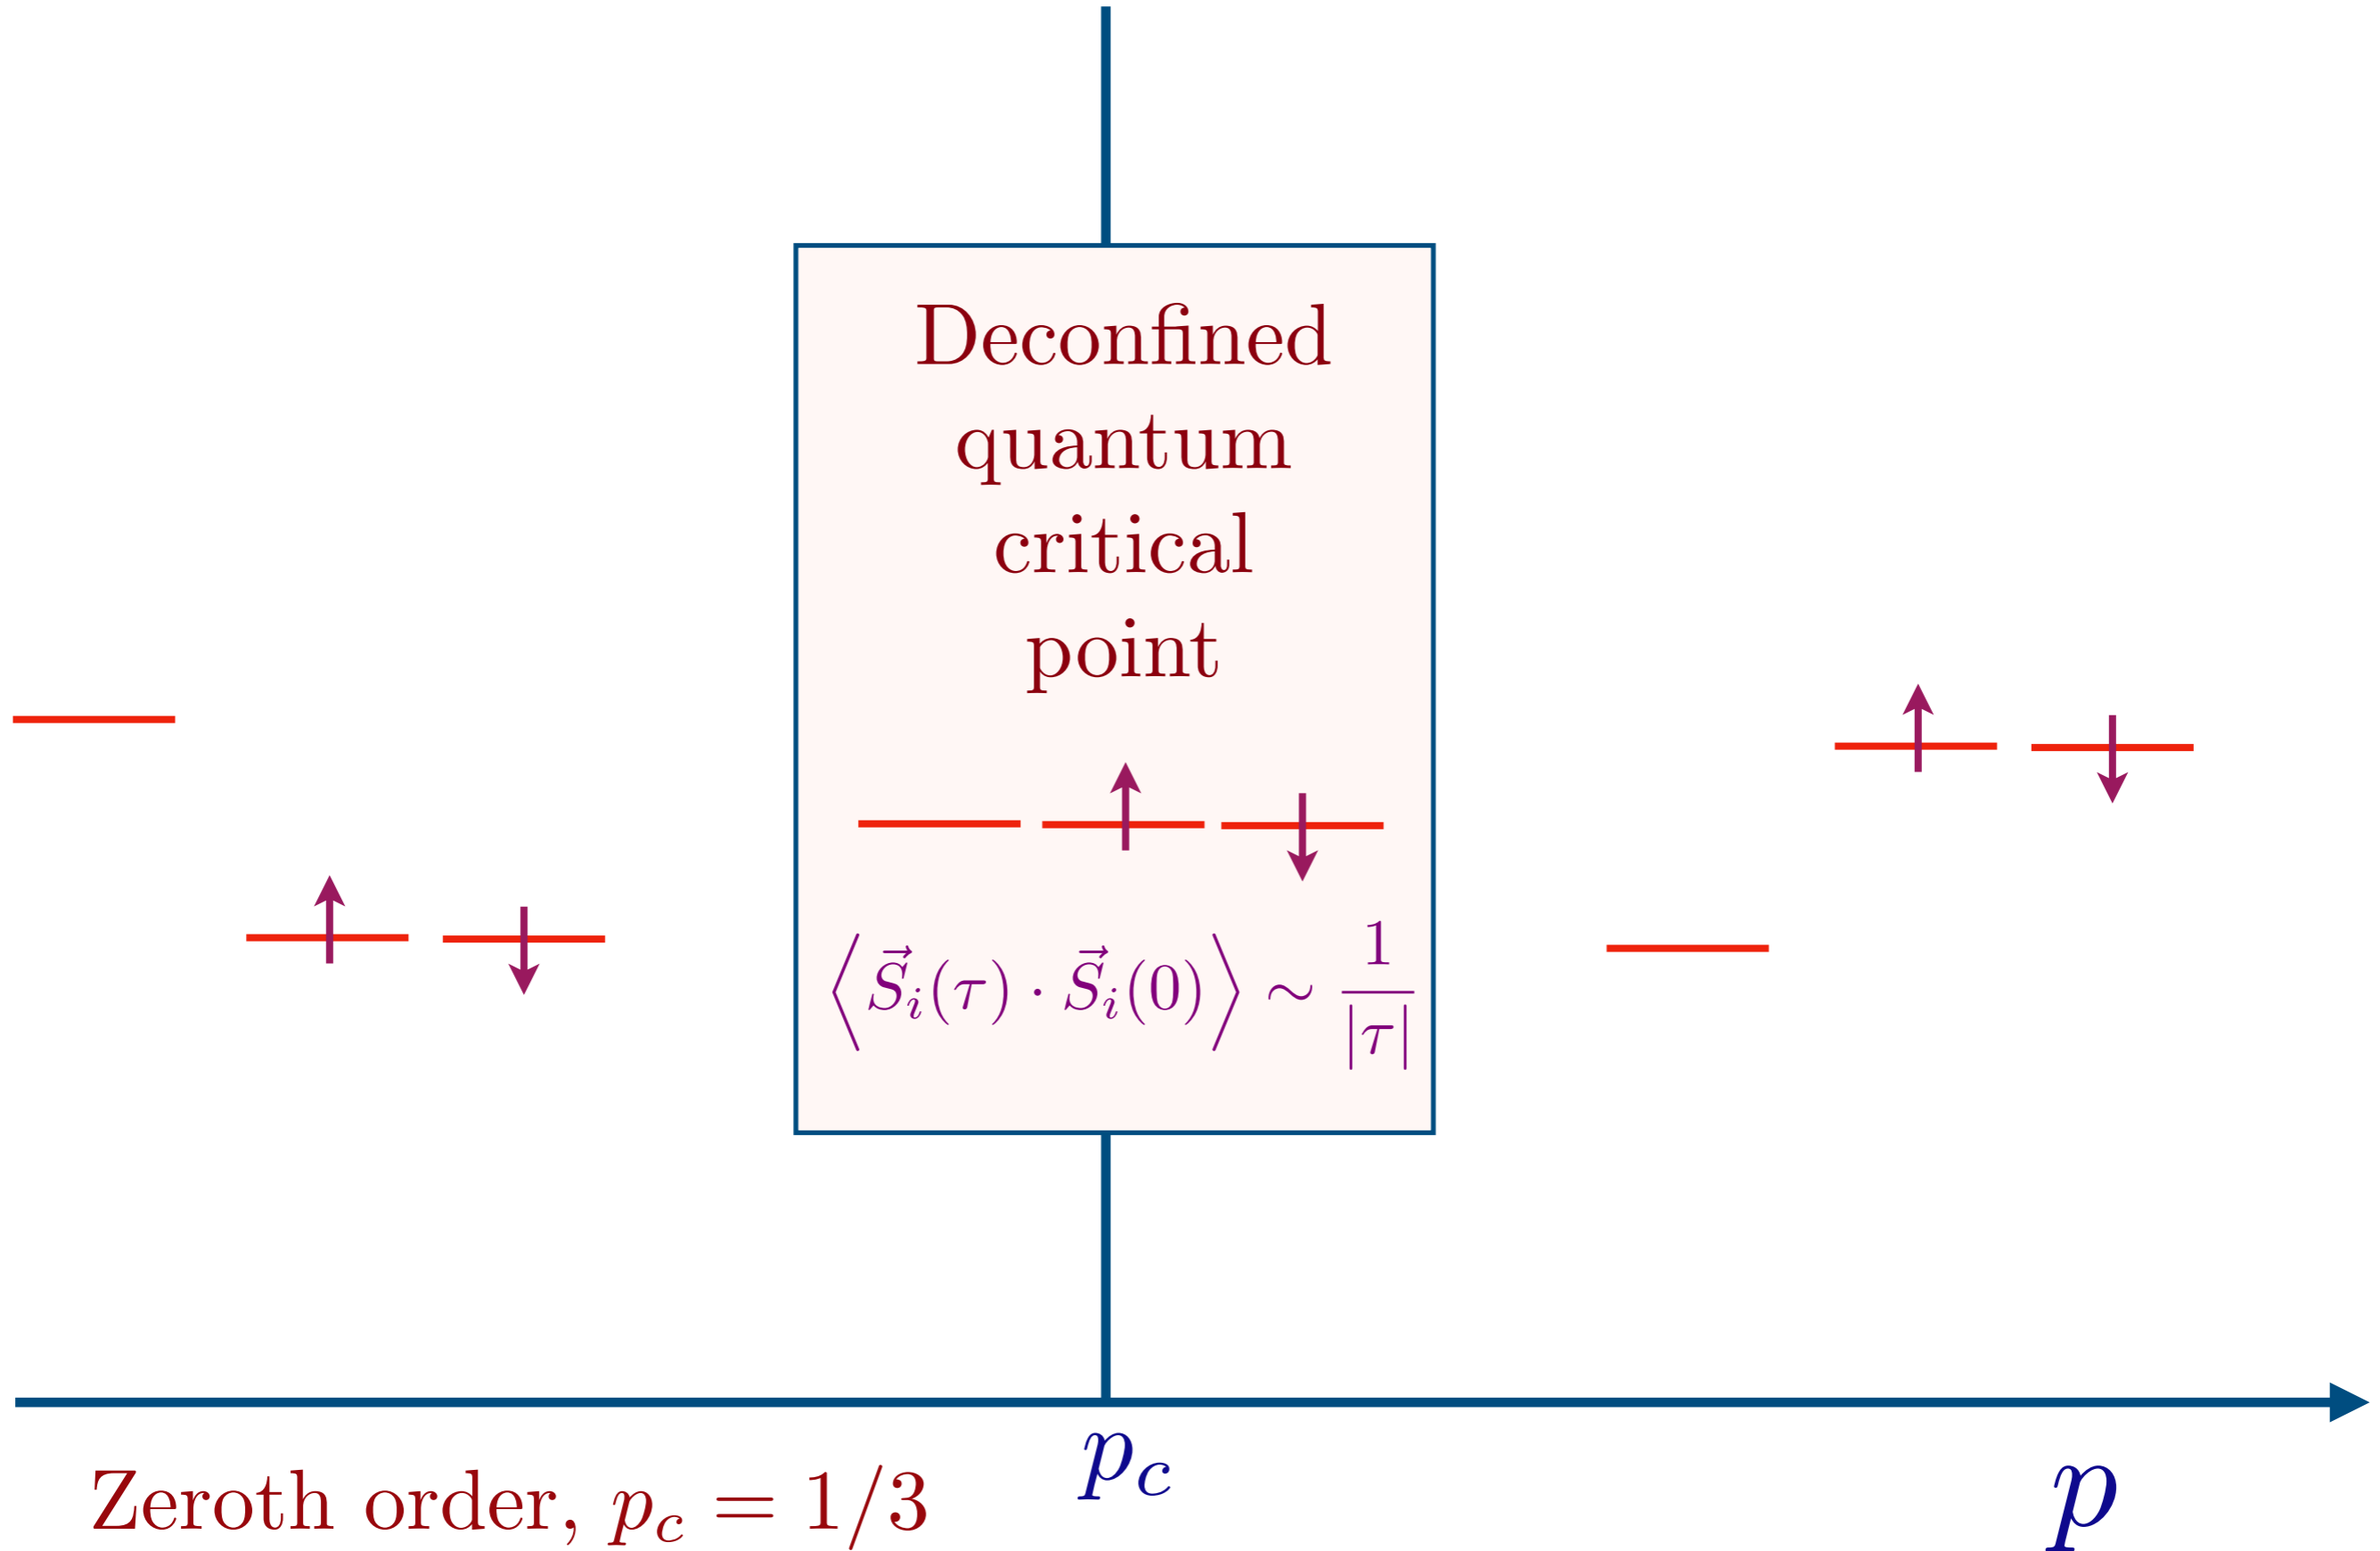 Deconfined
quantum
critical
point
⟨S⃗ᵢ(τ) · S⃗ᵢ(0)⟩ ∼ 1/|τ|
p_c
Zeroth order, p_c = 1/3
p